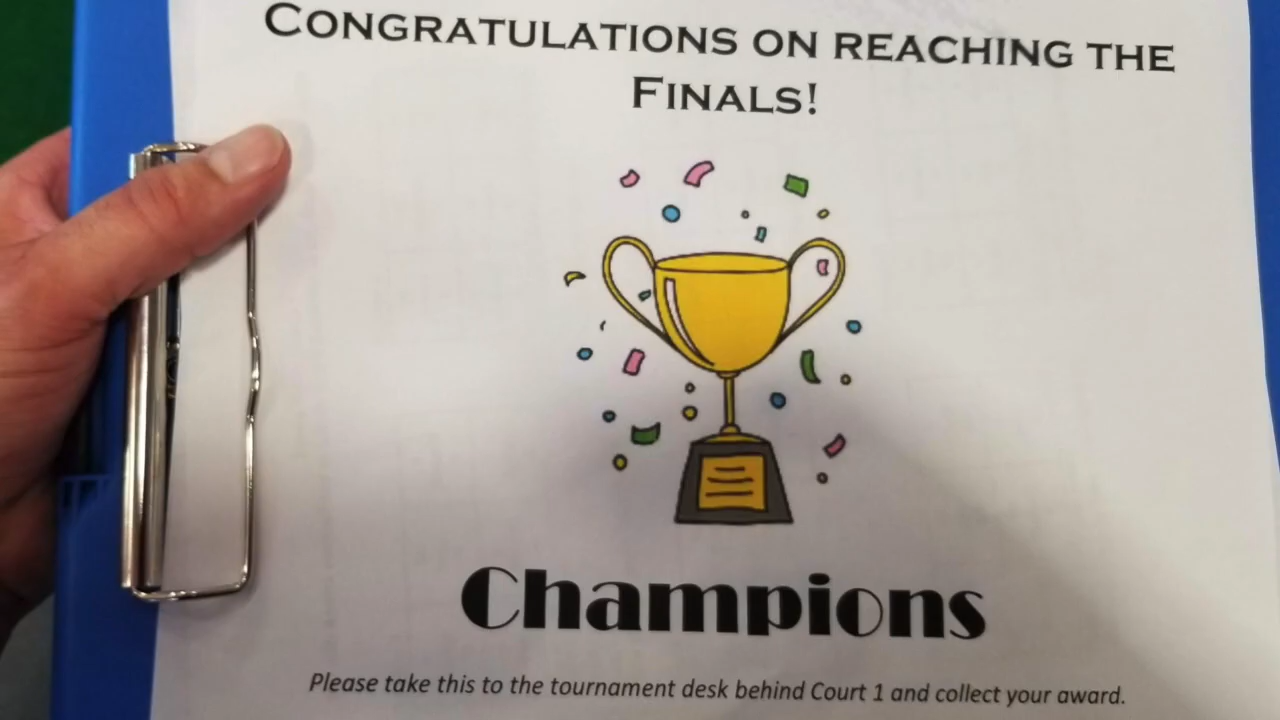 Congratulations on reaching the
Finals!
Champions
Please take this to the tournament desk behind Court 1 and collect your award.